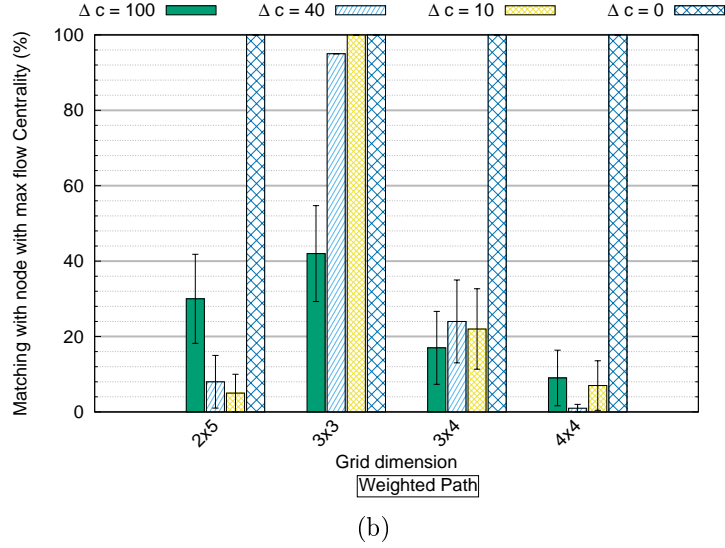 Δ c = 100 Δ c = 40 Δ c = 10 Δ c = 0
Matching with node with max flow Centrality (%)
100
80
60
40
20
0
2x5 3x3 3x4 4x4
Grid dimension
Weighted Path
(b)